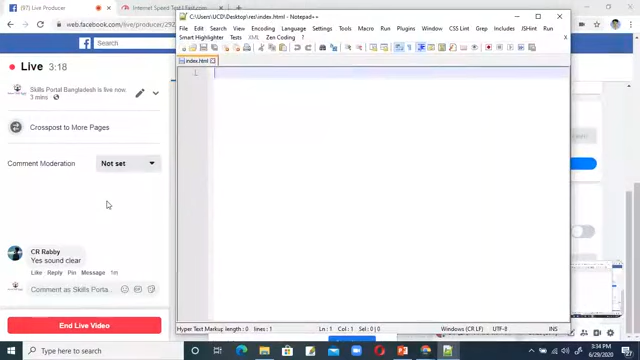 (97) Live Producer
Internet Speed Test | Fast.com
web.facebook.com/live/producer/29
Search
Live 3:18
Skills Portal Bangladesh is live now.
3 mins
Crosspost to More Pages
Comment Moderation
Not set
CR Rabby
Yes sound clear
Like Reply Pin Message 1m
Comment as Skills Porta
End Live Video
C:\Users\UCD\Desktop\res\index.html - Notepad++
File Edit Search View Encoding Language Settings Tools Macro Run Plugins Window CSS Lint Grep Includes JSHint Run
Smart Highlighter Tests XML Zen Coding ? X
index.html
1
Hyper Text Markup length : 0 lines : 1 Ln : 1 Col : 1 Sel : 0 | 0 Windows (CR LF) UTF-8 INS
Type here to search
3:34 PM
6/29/2020